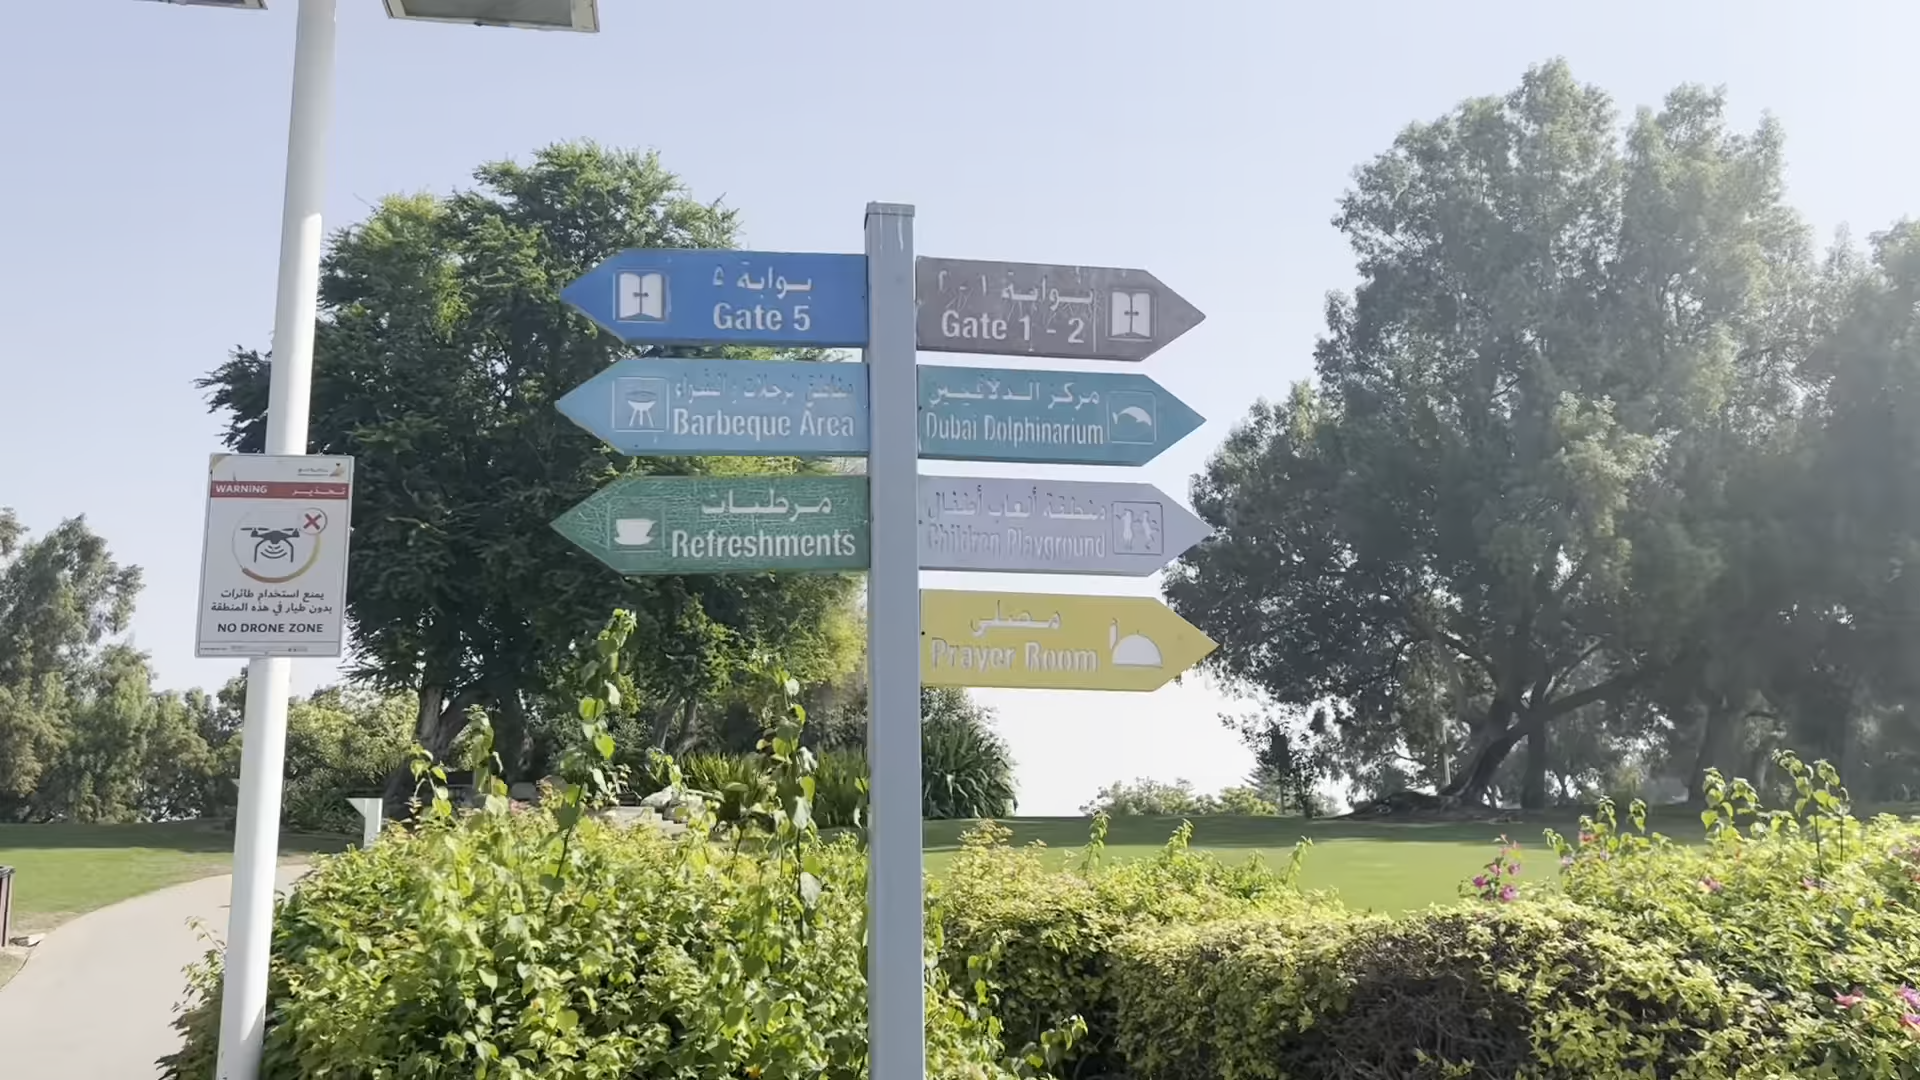 بوابة ٥
Gate 5
بوابة ١ - ٢
Gate 1 - 2
Barbeque Area
مركز الدلافيين
Dubai Dolphinarium
مرطبات
Refreshments
منطقة ألعاب أطفال
Children Playground
مصلى
Prayer Room
WARNING تحذير
يمنع استخدام طائرات
بدون طيار في هذه المنطقة
NO DRONE ZONE